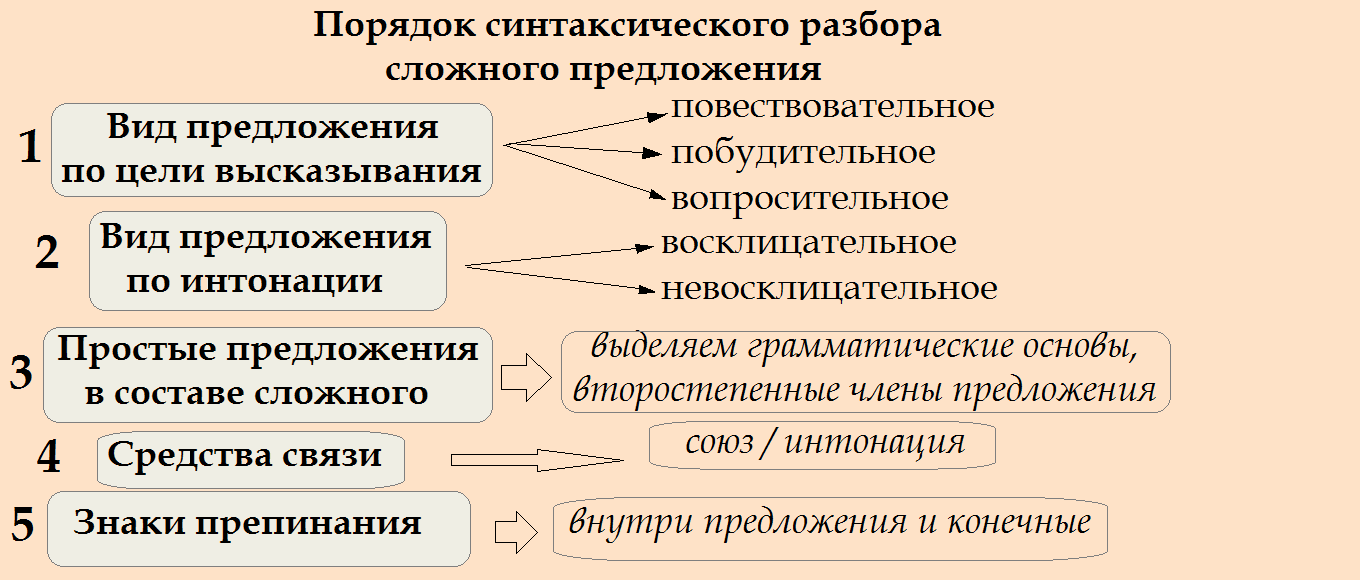 Порядок синтаксического разбора
сложного предложения
1 Вид предложения
по цели высказывания
повествовательное
побудительное
вопросительное
2 Вид предложения
по интонации
восклицательное
невосклицательное
3 Простые предложения
в составе сложного
выделяем грамматические основы,
второстепенные члены предложения
4 Средства связи
союз / интонация
5 Знаки препинания
внутри предложения и конечные